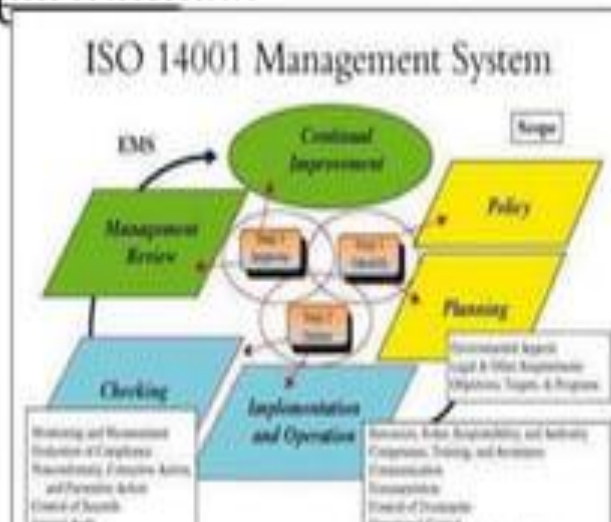 ISO 14001 Management System
EMS
Continual
Improvement
Scope
Policy
Management
Review
Planning
Environmental Aspects
Legal & Other Requirements
Objectives, Targets, & Programs
Checking
Monitoring and Measurement
Evaluation of Compliance
Nonconformity, Corrective Action,
and Preventive Action
Control of Records
Implementation
and Operation
Resources, Roles, Responsibility, and Authority
Competence, Training, and Awareness
Communication
Documentation
Control of Documents